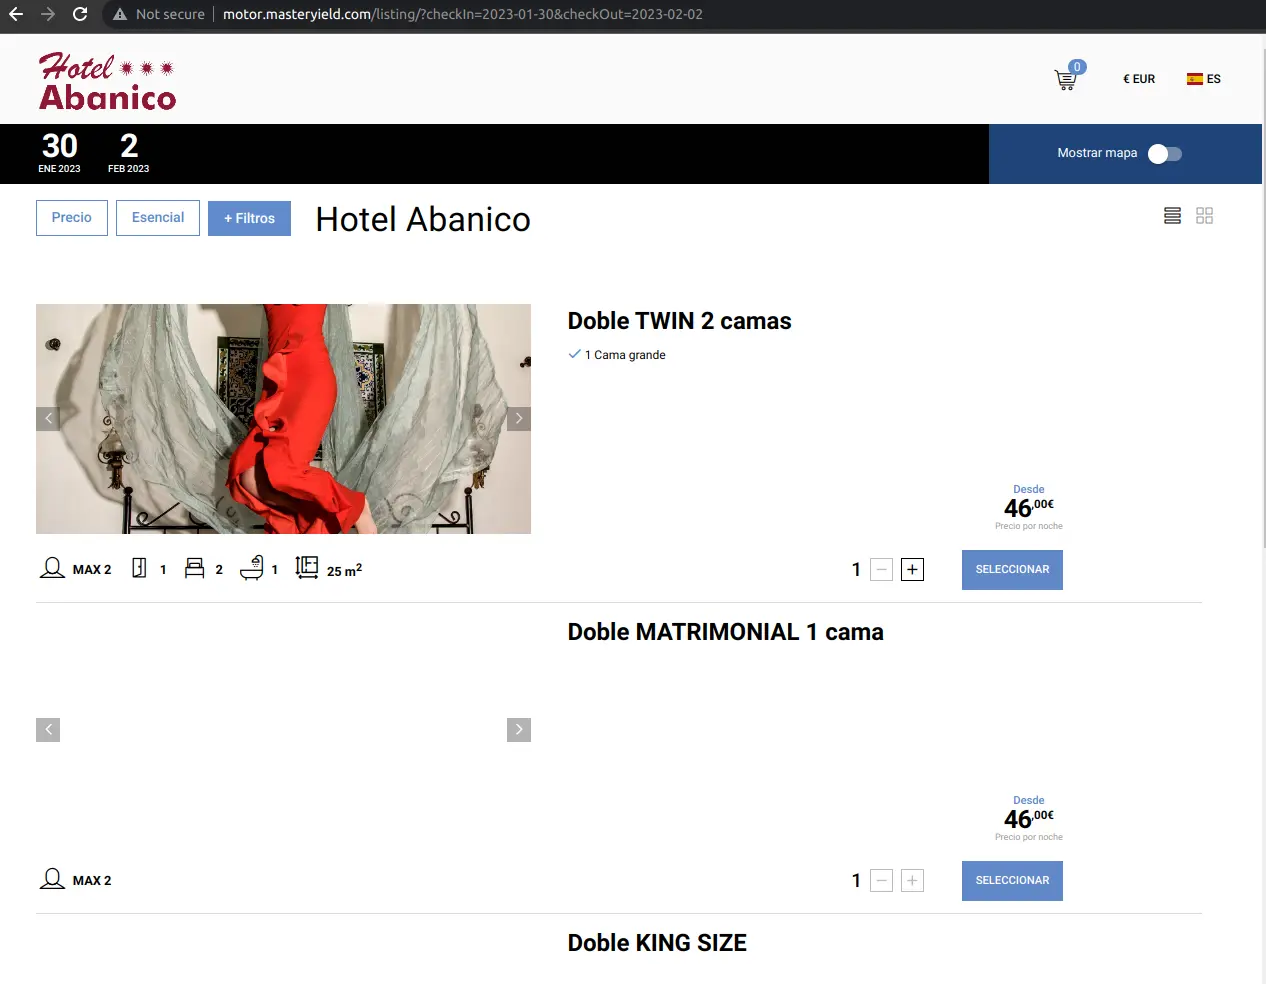 Not secure motor.masteryield.com/listing/?checkIn=2023-01-30&checkOut=2023-02-02
Hotel
Abanico
0
€ EUR
ES
30
ENE 2023
2
FEB 2023
Mostrar mapa
Precio
Esencial
+ Filtros
Hotel Abanico
Doble TWIN 2 camas
1 Cama grande
Desde
46,00€
Precio por noche
MAX 2 1 2 1 25 m²
1 − +
SELECCIONAR
Doble MATRIMONIAL 1 cama
Desde
46,00€
Precio por noche
MAX 2
1 − +
SELECCIONAR
Doble KING SIZE